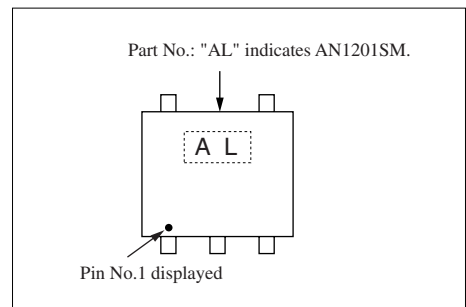 Part No.: "AL" indicates AN1201SM.
A L
Pin No.1 displayed